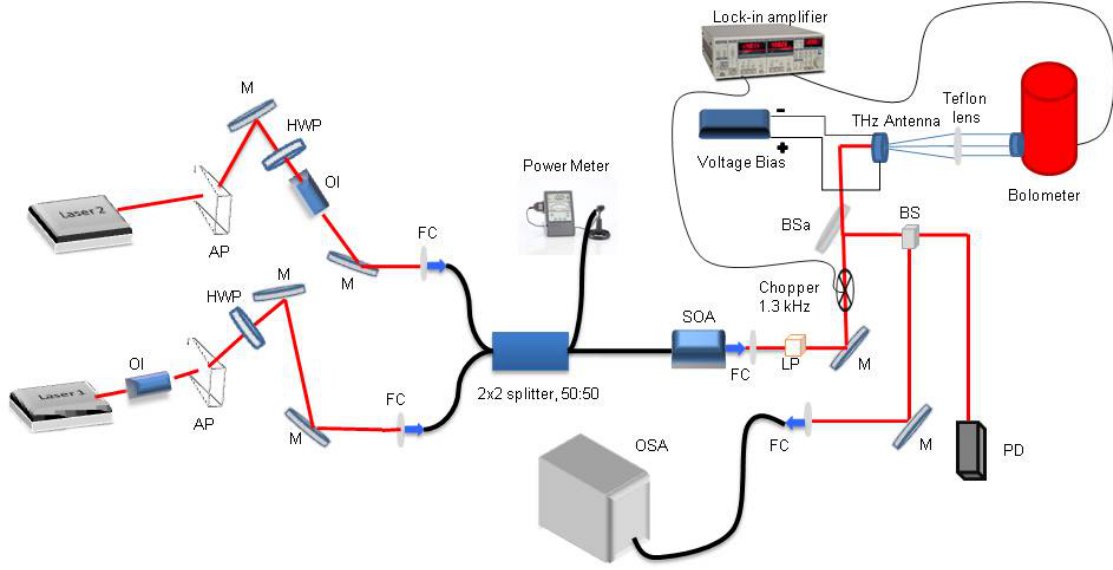 Lock-in amplifier
M
HWP
OI
Laser 2
AP
M
FC
Power Meter
-
+
Voltage Bias
THz Antenna
Teflon
lens
Bolometer
BSa
BS
Chopper
1.3 kHz
M
HWP
OI
Laser 1
AP
M
FC
2x2 splitter, 50:50
SOA
FC
LP
M
OSA
FC
M
PD